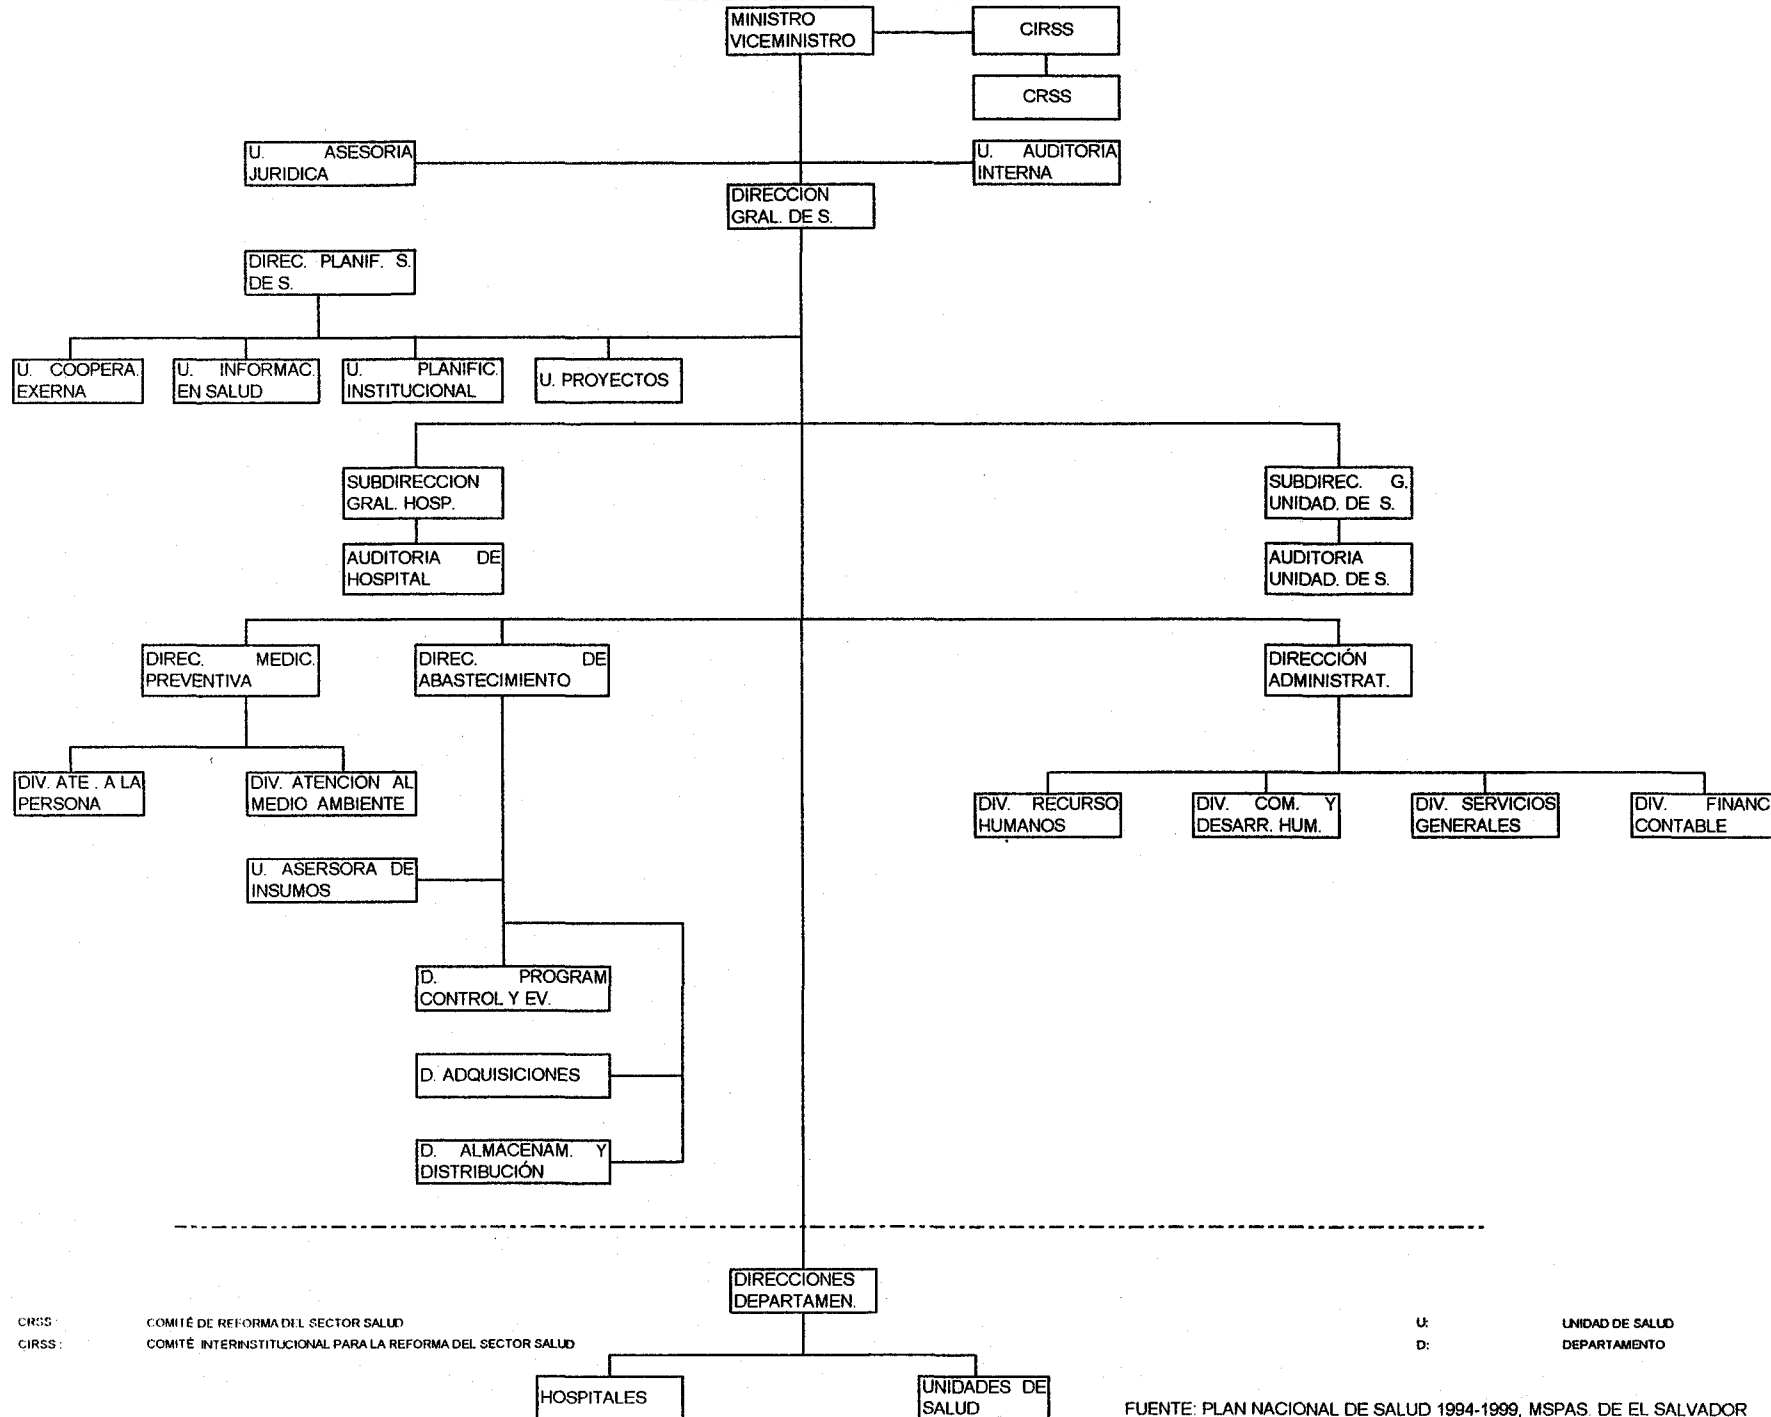 MINISTRO
VICEMINISTRO
CIRSS
CRSS
U. ASESORIA
JURIDICA
U. AUDITORIA
INTERNA
DIRECCION
GRAL. DE S.
DIREC. PLANIF. S.
DE S.
U. COOPERA.
EXERNA
U. INFORMAC.
EN SALUD
U. PLANIFIC.
INSTITUCIONAL
U. PROYECTOS
SUBDIRECCION
GRAL. HOSP.
SUBDIREC. G.
UNIDAD. DE S.
AUDITORIA DE
HOSPITAL
AUDITORIA
UNIDAD. DE S.
DIREC. MEDIC.
PREVENTIVA
DIREC. DE
ABASTECIMIENTO
DIRECCIÓN
ADMINISTRAT.
DIV. ATE . A LA
PERSONA
DIV. ATENCION AL
MEDIO AMBIENTE
DIV. RECURSO
HUMANOS
DIV. COM. Y
DESARR. HUM.
DIV. SERVICIOS
GENERALES
DIV. FINANC
CONTABLE
U. ASERSORA DE
INSUMOS
D. PROGRAM
CONTROL Y EV.
D. ADQUISICIONES
D. ALMACENAM. Y
DISTRIBUCIÓN
DIRECCIONES
DEPARTAMEN.
CRSS : COMITÉ DE REFORMA DEL SECTOR SALUD
CIRSS : COMITÉ INTERINSTITUCIONAL PARA LA REFORMA DEL SECTOR SALUD
U: UNIDAD DE SALUD
D: DEPARTAMENTO
HOSPITALES
UNIDADES DE
SALUD
FUENTE: PLAN NACIONAL DE SALUD 1994-1999, MSPAS. DE EL SALVADOR